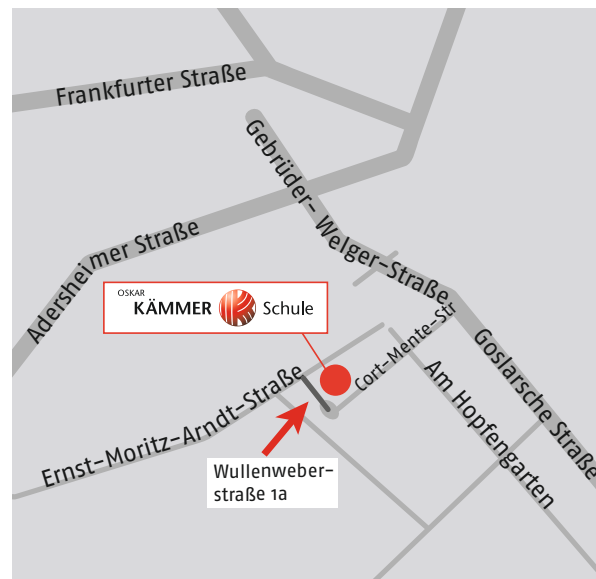 Frankfurter Straße
Gebrüder- Welger-Straße
Adersheimer Straße
OSKAR
KÄMMER Schule
Cort-Mente-Str
Goslarsche Straße
Am Hopfengarten
Ernst-Moritz-Arndt-Straße
Wullenweber-
straße 1a